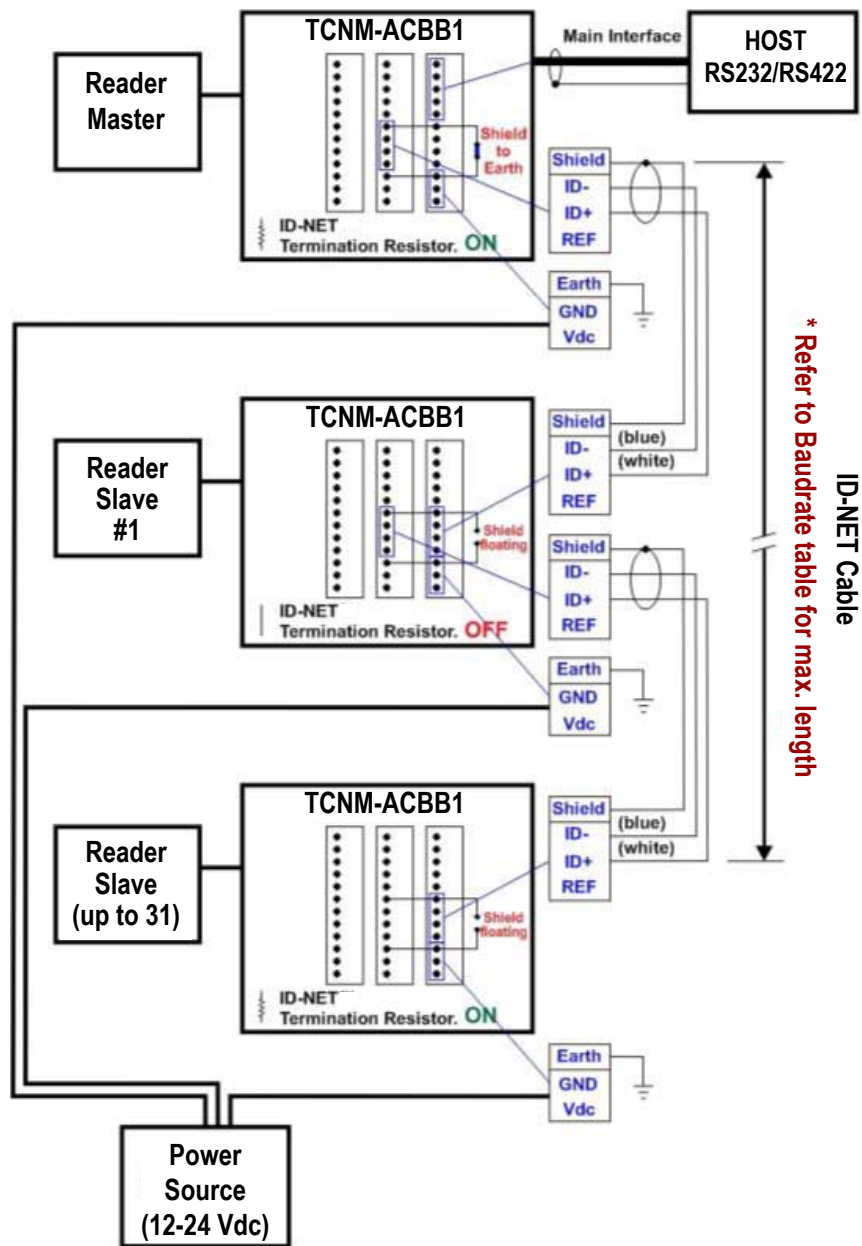 TCNM-ACBB1
Main Interface
HOST
RS232/RS422
Reader
Master
Shield
to
Earth
ID-NET
Termination Resistor. ON
Shield
ID-
ID+
REF
Earth
GND
Vdc
TCNM-ACBB1
Reader
Slave
#1
Shield
floating
ID-NET
Termination Resistor. OFF
Shield
ID- (blue)
ID+ (white)
REF
Shield
ID-
ID+
REF
Earth
GND
Vdc
ID-NET Cable
* Refer to Baudrate table for max. length
TCNM-ACBB1
Reader
Slave
(up to 31)
Shield
floating
ID-NET
Termination Resistor. ON
Shield
ID- (blue)
ID+ (white)
REF
Earth
GND
Vdc
Power
Source
(12-24 Vdc)